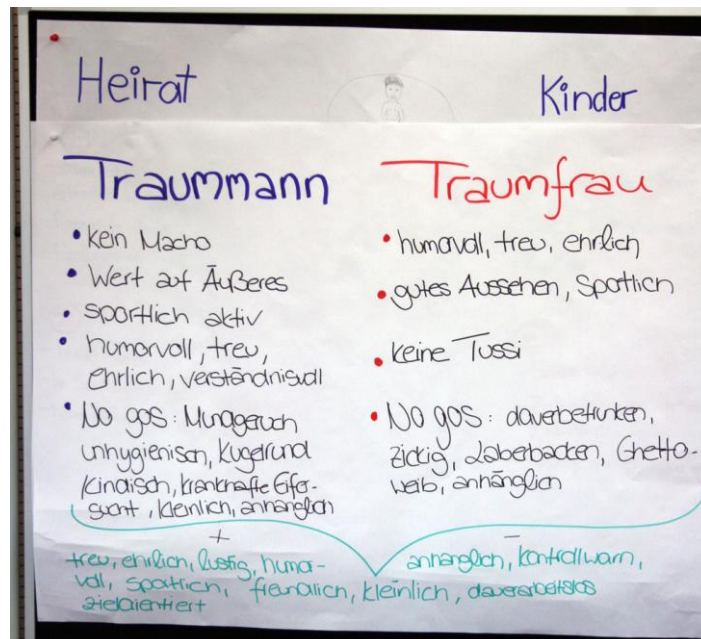 Heirat
Kinder
Traummann
• kein Macho
• Wert auf Äußeres
• sportlich aktiv
• humorvoll, treu,
ehrlich, verständnisvoll
• No gos: Mundgeruch
unhygienisch, Kugelrund
kindisch, krankhafte Eifer-
sucht, kleinlich, anhänglich
Traumfrau
• humorvoll, treu, ehrlich
• gutes Aussehen, Sportlich
• keine Tussi
• No gos: dauerbetrunken,
zickig, Laberbacken, Ghetto-
weib, anhänglich
+
treu, ehrlich, lustig, humor-
voll, sportlich, freundlich, kleinlich, dauerarbeitslos
zielorientiert
−
anhänglich, kontrollwarn,